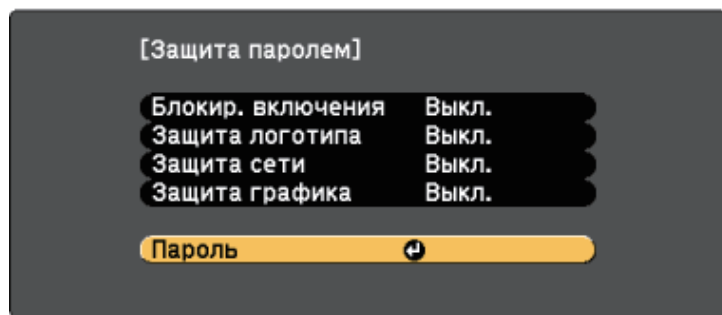 [Защита паролем]
Блокир. включения Выкл.
Защита логотипа Выкл.
Защита сети Выкл.
Защита графика Выкл.
Пароль